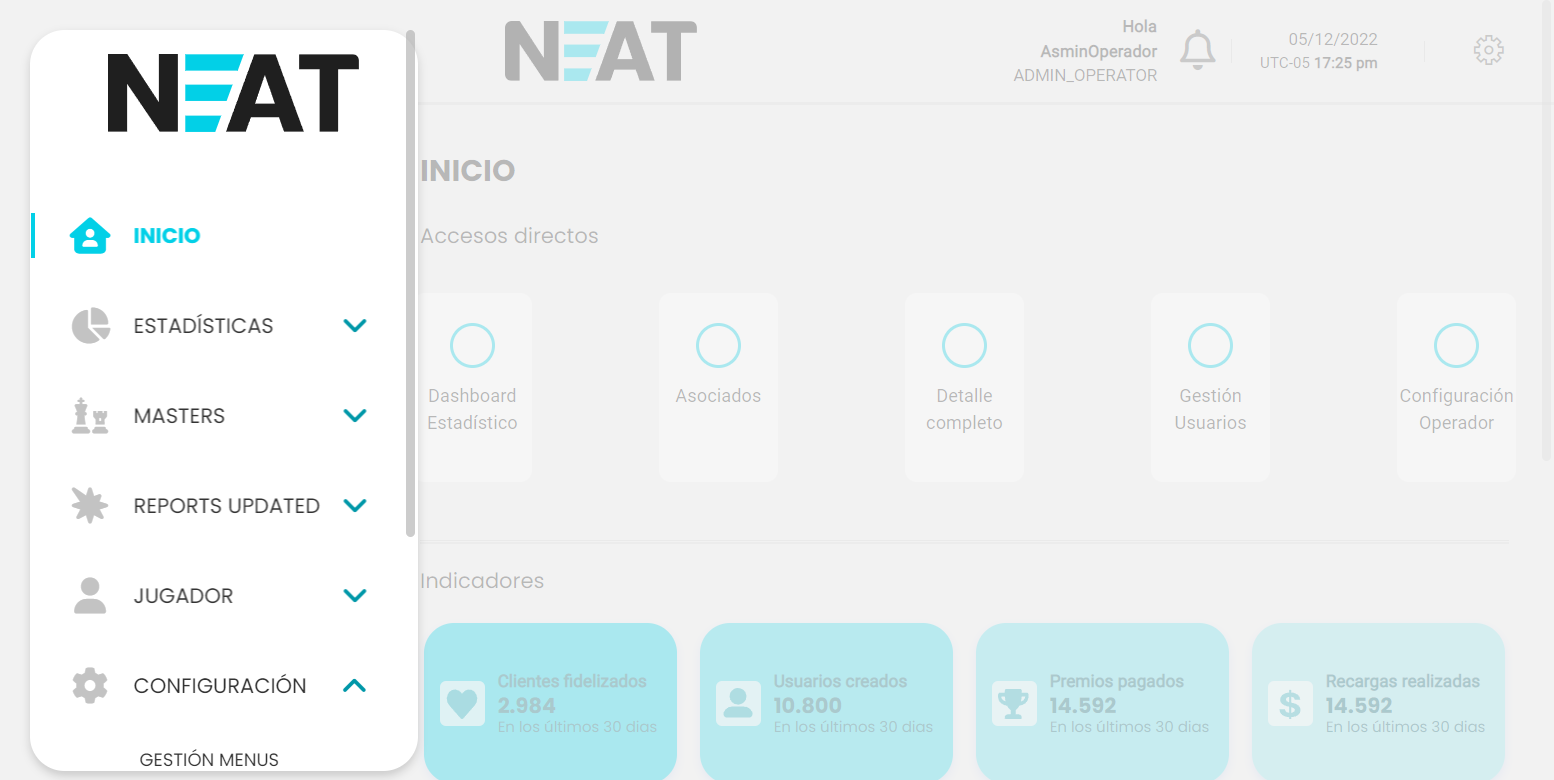 NEAT
INICIO
ESTADÍSTICAS
MASTERS
REPORTS UPDATED
JUGADOR
CONFIGURACIÓN
GESTIÓN MENUS
NEAT
Hola
AsminOperador
ADMIN_OPERATOR
05/12/2022
UTC-05 17:25 pm
INICIO
Accesos directos
Dashboard
Estadístico
Asociados
Detalle
completo
Gestión
Usuarios
Configuración
Operador
Indicadores
Clientes fidelizados
2.984
En los últimos 30 dias
Usuarios creados
10.800
En los últimos 30 dias
Premios pagados
14.592
En los últimos 30 dias
Recargas realizadas
14.592
En los últimos 30 dias